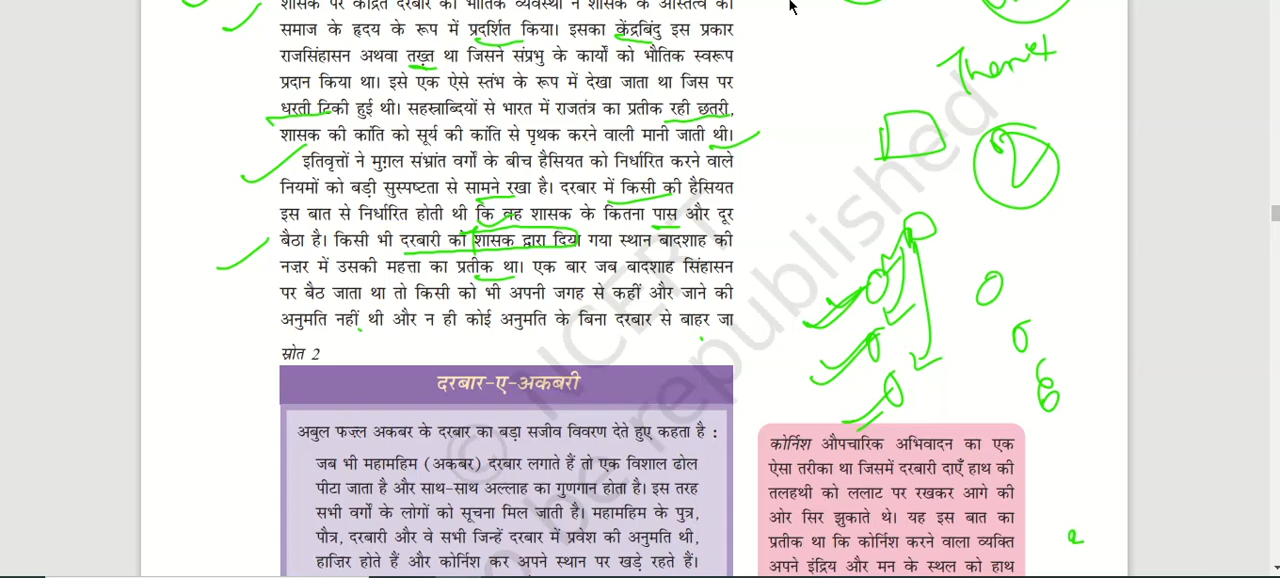 शासक पर केंद्रित दरबार की भौतिक व्यवस्था ने शासक के अस्तित्व को
समाज के हृदय के रूप में प्रदर्शित किया। इसका केंद्रबिंदु इस प्रकार
राजसिंहासन अथवा तख़्त था जिसने संप्रभु के कार्यों को भौतिक स्वरूप
प्रदान किया था। इसे एक ऐसे स्तंभ के रूप में देखा जाता था जिस पर
धरती टिकी हुई थी। सहस्त्राब्दियों से भारत में राजतंत्र का प्रतीक रही छतरी,
शासक की कांति को सूर्य की कांति से पृथक करने वाली मानी जाती थी।
इतिवृत्तों ने मुग़ल संभ्रांत वर्गों के बीच हैसियत को निर्धारित करने वाले
नियमों को बड़ी सुस्पष्टता से सामने रखा है। दरबार में किसी की हैसियत
इस बात से निर्धारित होती थी कि वह शासक के कितना पास और दूर
बैठा है। किसी भी दरबारी को शासक द्वारा दिया गया स्थान बादशाह की
नजर में उसकी महत्ता का प्रतीक था। एक बार जब बादशाह सिंहासन
पर बैठ जाता था तो किसी को भी अपनी जगह से कहीं और जाने की
अनुमति नहीं थी और न ही कोई अनुमति के बिना दरबार से बाहर जा
स्रोत 2
दरबार-ए-अकबरी
अबुल फज़्ल अकबर के दरबार का बड़ा सजीव विवरण देते हुए कहता है :
जब भी महामहिम (अकबर) दरबार लगाते हैं तो एक विशाल ढोल
पीटा जाता है और साथ-साथ अल्लाह का गुणगान होता है। इस तरह
सभी वर्गों के लोगों को सूचना मिल जाती है। महामहिम के पुत्र,
पौत्र, दरबारी और वे सभी जिन्हें दरबार में प्रवेश की अनुमति थी,
हाज़िर होते हैं और कोर्निश कर अपने स्थान पर खड़े रहते हैं।
कोर्निश औपचारिक अभिवादन का एक
ऐसा तरीका था जिसमें दरबारी दाएँ हाथ की
तलहथी को ललाट पर रखकर आगे की
ओर सिर झुकाते थे। यह इस बात का
प्रतीक था कि कोर्निश करने वाला व्यक्ति
अपने इंद्रिय और मन के स्थल को हाथ
© NCERT
to be republished